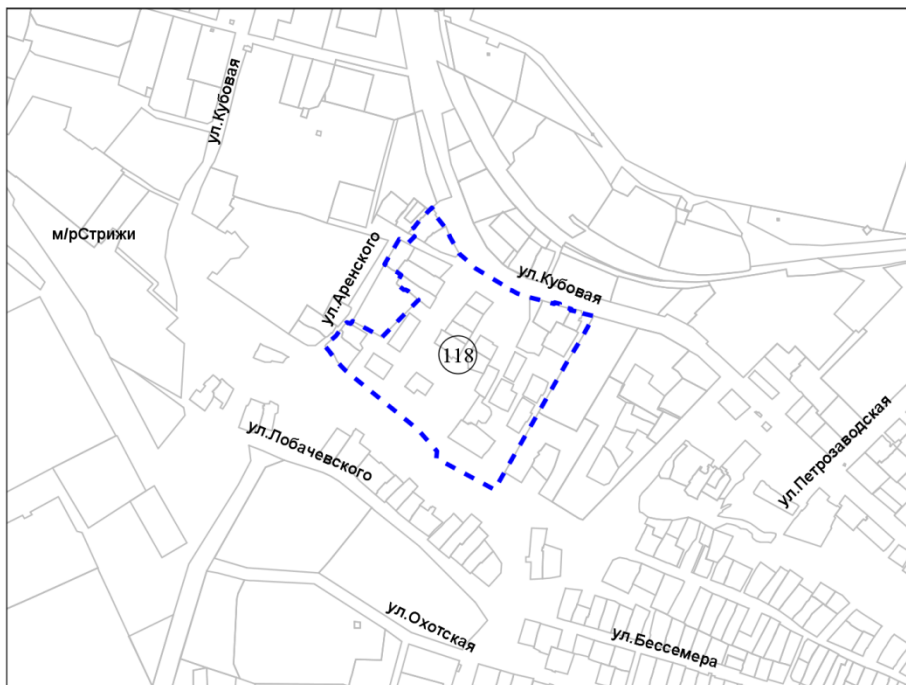 ул.Кубовая
м/рСтрижи
ул.Аренского
ул.Кубовая
118
ул.Лобачевского
ул.Петрозаводская
ул.Охотская
ул.Бессемера